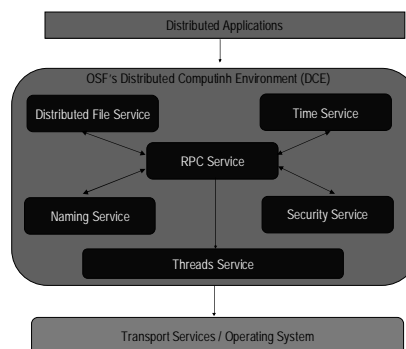 Distributed Applications
OSF's Distributed Computinh Environment (DCE)
Distributed File Service
Time Service
RPC Service
Naming Service
Security Service
Threads Service
Transport Services / Operating System